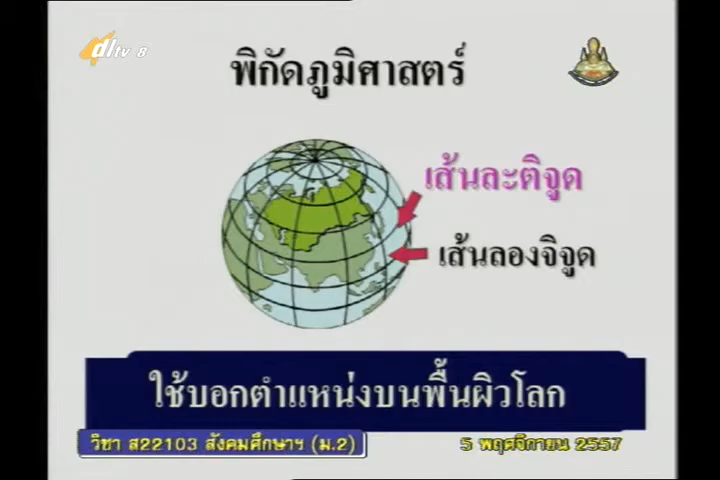 dltv 8
พิกัดภูมิศาสตร์
เส้นละติจูด
เส้นลองจิจูด
ใช้บอกตำแหน่งบนพื้นผิวโลก
วิชา ส22103 สังคมศึกษาฯ (ม.2)
5 พฤศจิกายน 2557